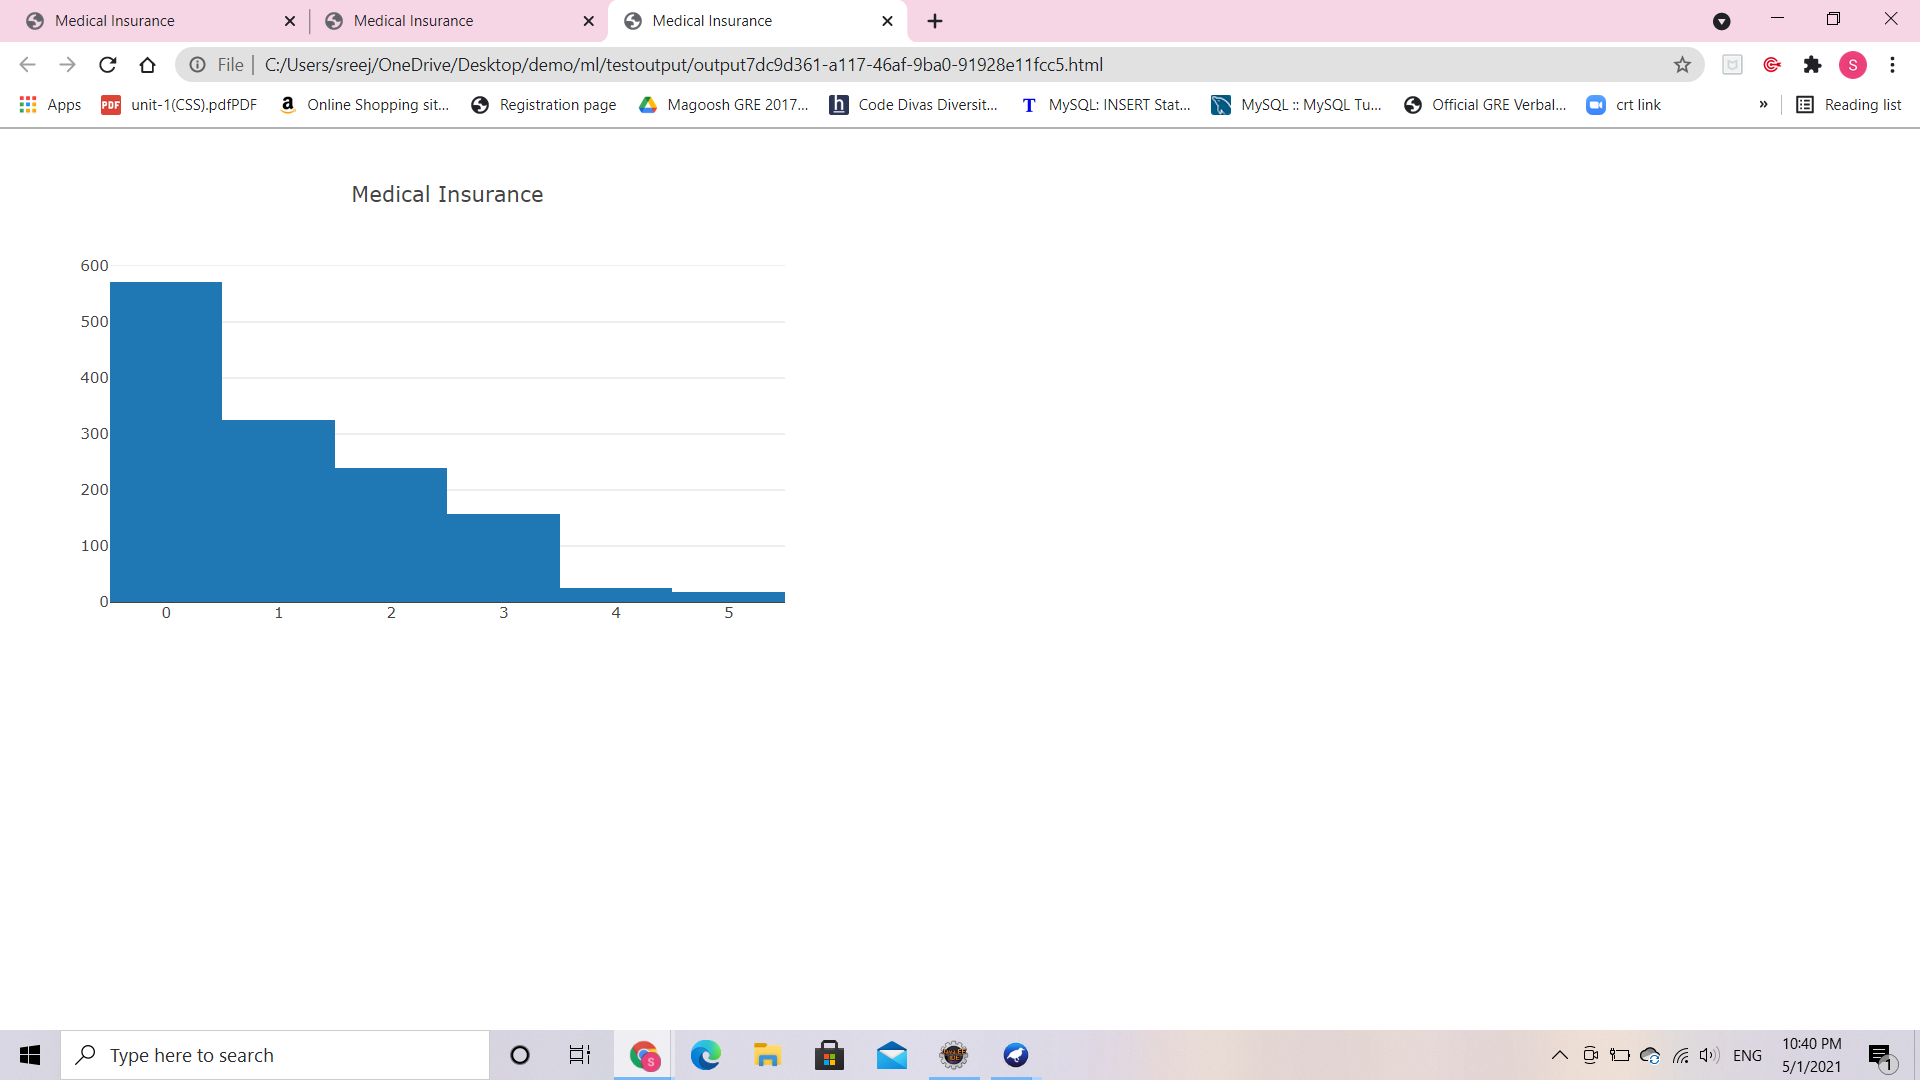 Medical Insurance
Medical Insurance
Medical Insurance
File
C:/Users/sreej/OneDrive/Desktop/demo/ml/testoutput/output7dc9d361-a117-46af-9ba0-91928e11fcc5.html
S
Apps
PDF
unit-1(CSS).pdfPDF
a
Online Shopping sit...
Registration page
Magoosh GRE 2017...
h
Code Divas Diversit...
T
MySQL: INSERT Stat...
MySQL :: MySQL Tu...
Official GRE Verbal...
crt link
»
Reading list
Medical Insurance
600
500
400
300
200
100
0
0 1 2 3 4 5
Type here to search
S
ENG
10:40 PM
5/1/2021
1